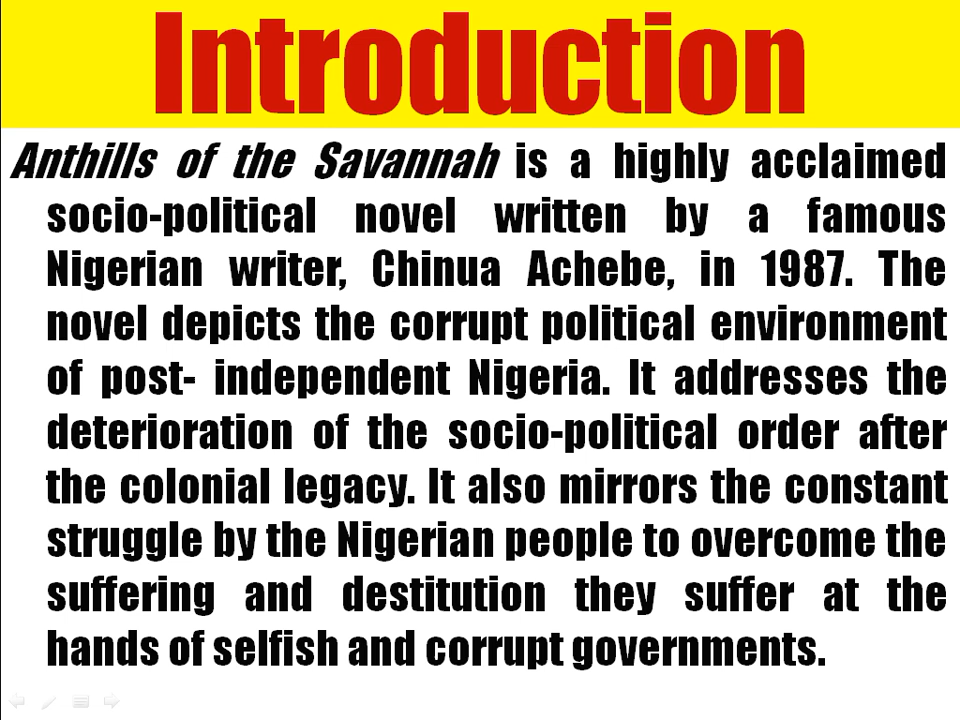 Introduction
Anthills of the Savannah is a highly acclaimed
socio-political novel written by a famous
Nigerian writer, Chinua Achebe, in 1987. The
novel depicts the corrupt political environment
of post- independent Nigeria. It addresses the
deterioration of the socio-political order after
the colonial legacy. It also mirrors the constant
struggle by the Nigerian people to overcome the
suffering and destitution they suffer at the
hands of selfish and corrupt governments.